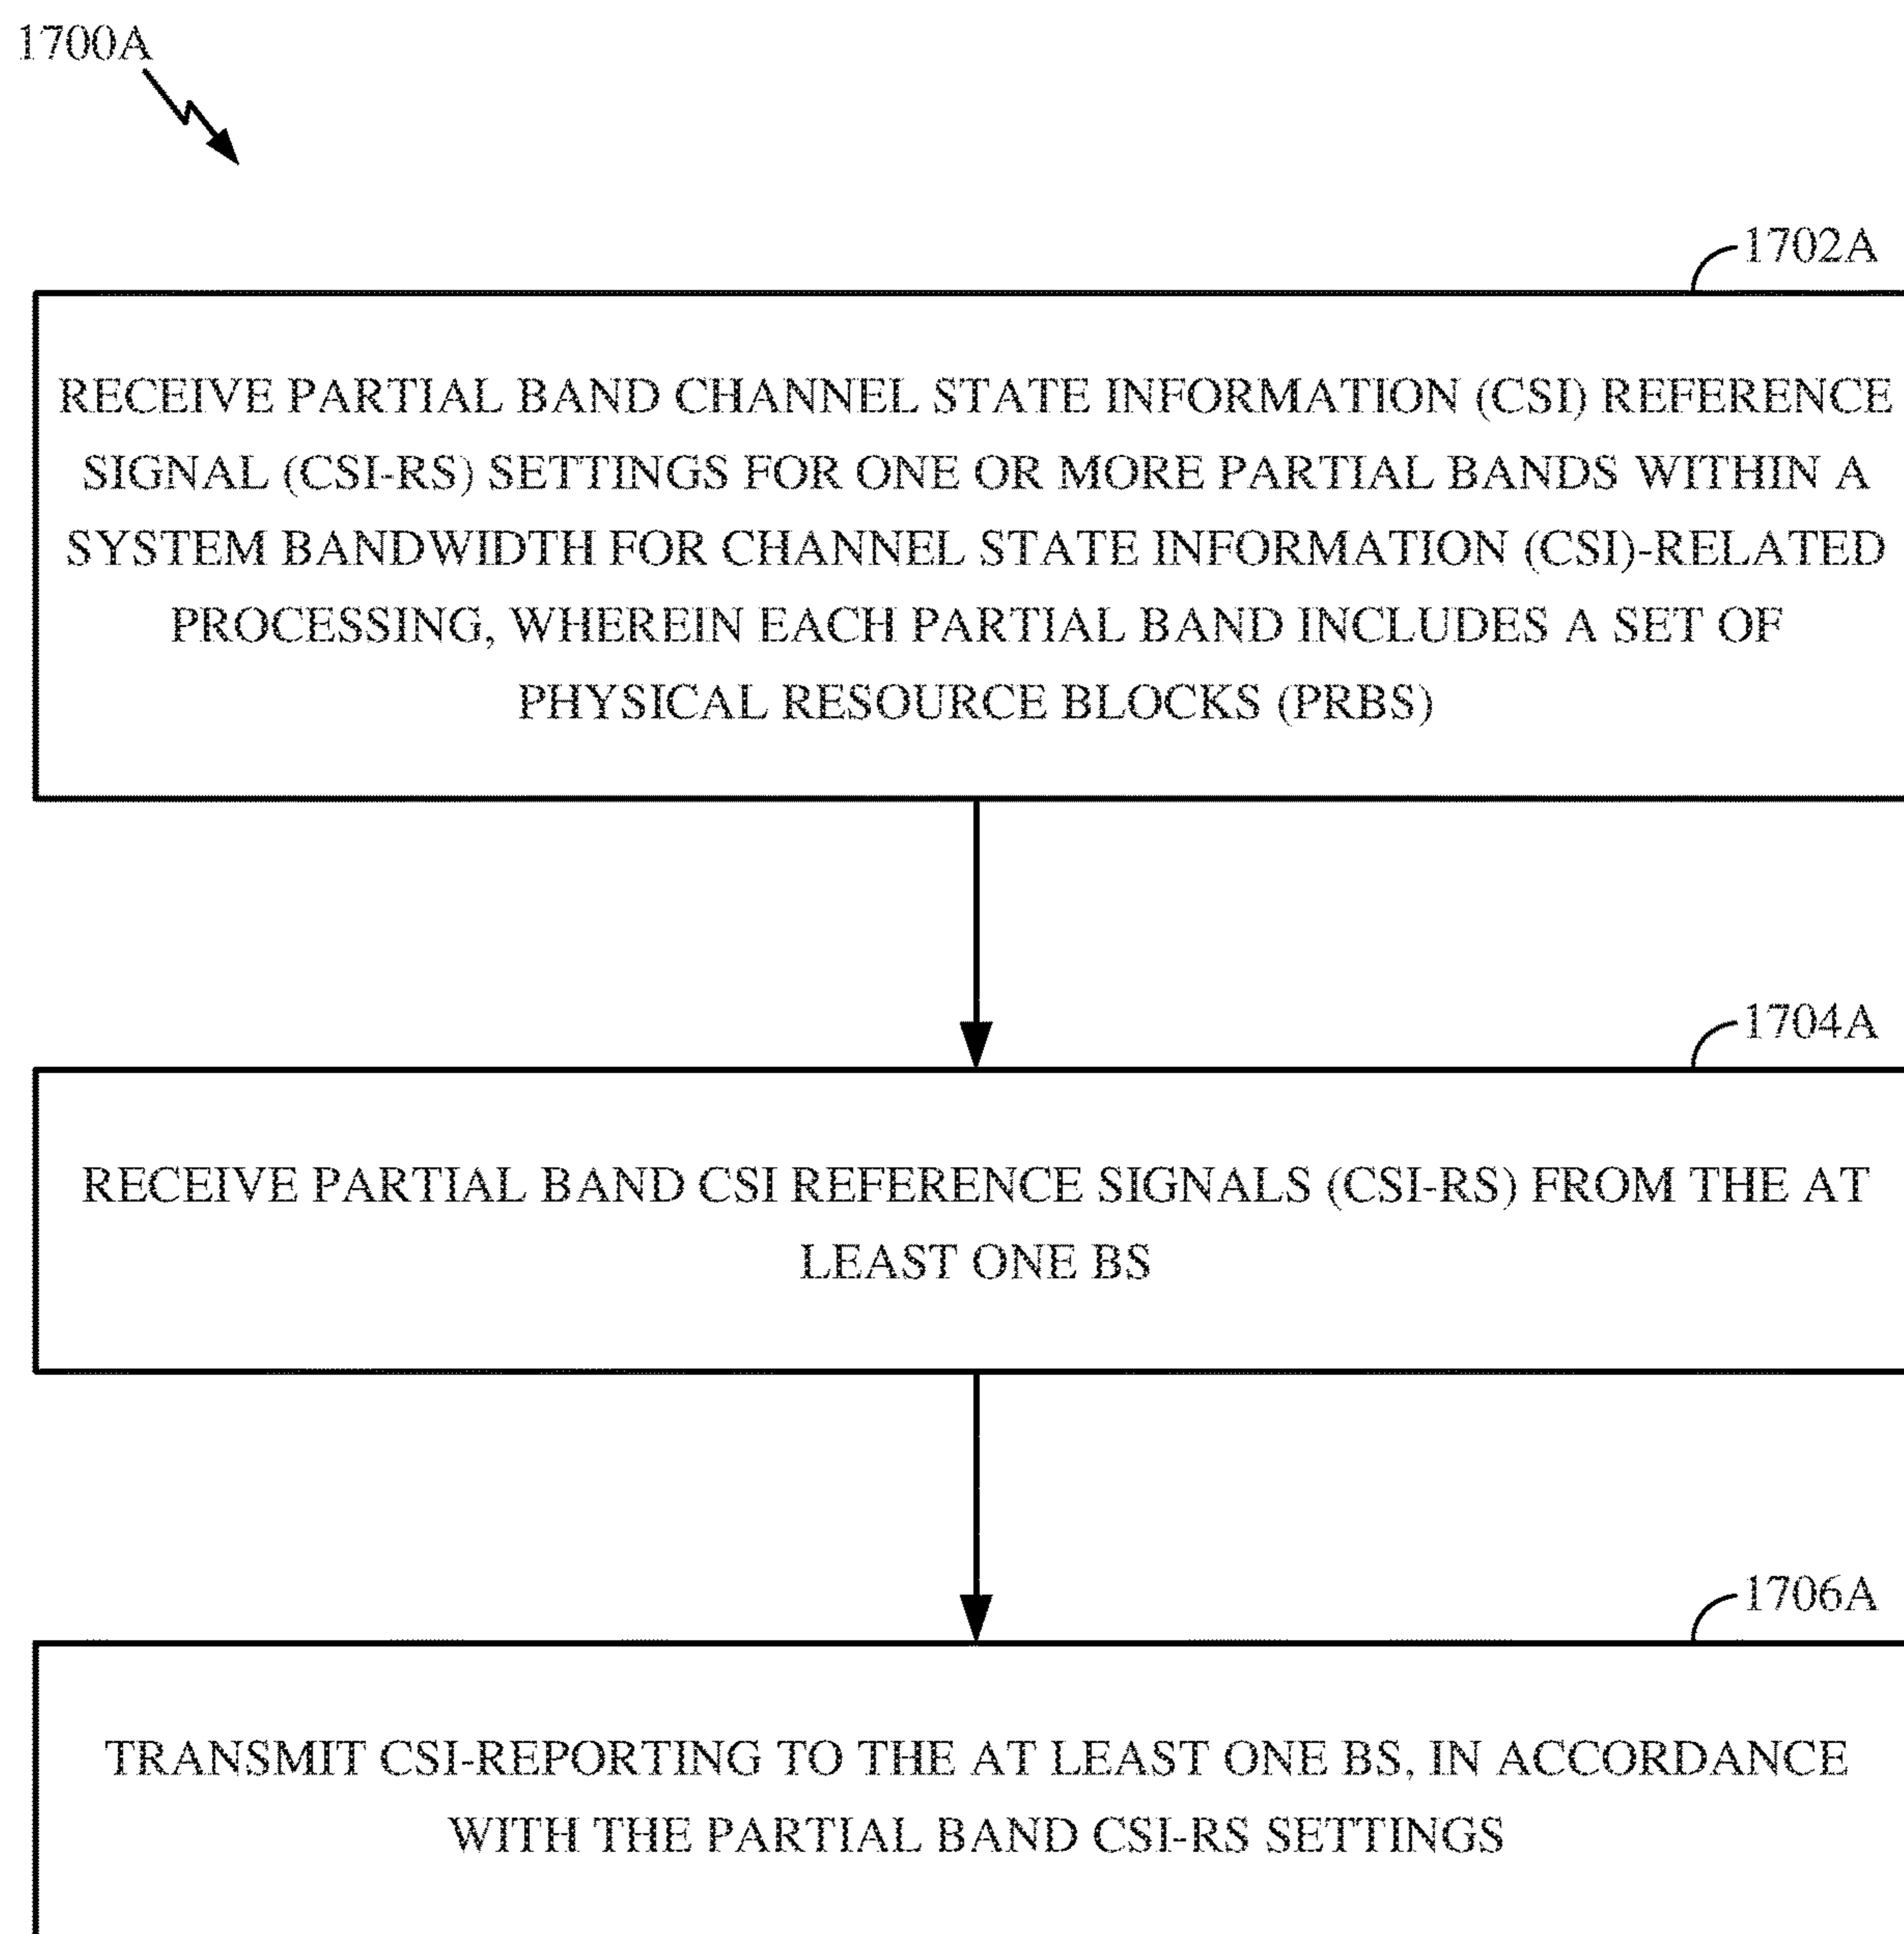 1700A
1702A
RECEIVE PARTIAL BAND CHANNEL STATE INFORMATION (CSI) REFERENCE
SIGNAL (CSI-RS) SETTINGS FOR ONE OR MORE PARTIAL BANDS WITHIN A
SYSTEM BANDWIDTH FOR CHANNEL STATE INFORMATION (CSI)-RELATED
PROCESSING, WHEREIN EACH PARTIAL BAND INCLUDES A SET OF
PHYSICAL RESOURCE BLOCKS (PRBS)
1704A
RECEIVE PARTIAL BAND CSI REFERENCE SIGNALS (CSI-RS) FROM THE AT
LEAST ONE BS
1706A
TRANSMIT CSI-REPORTING TO THE AT LEAST ONE BS, IN ACCORDANCE
WITH THE PARTIAL BAND CSI-RS SETTINGS